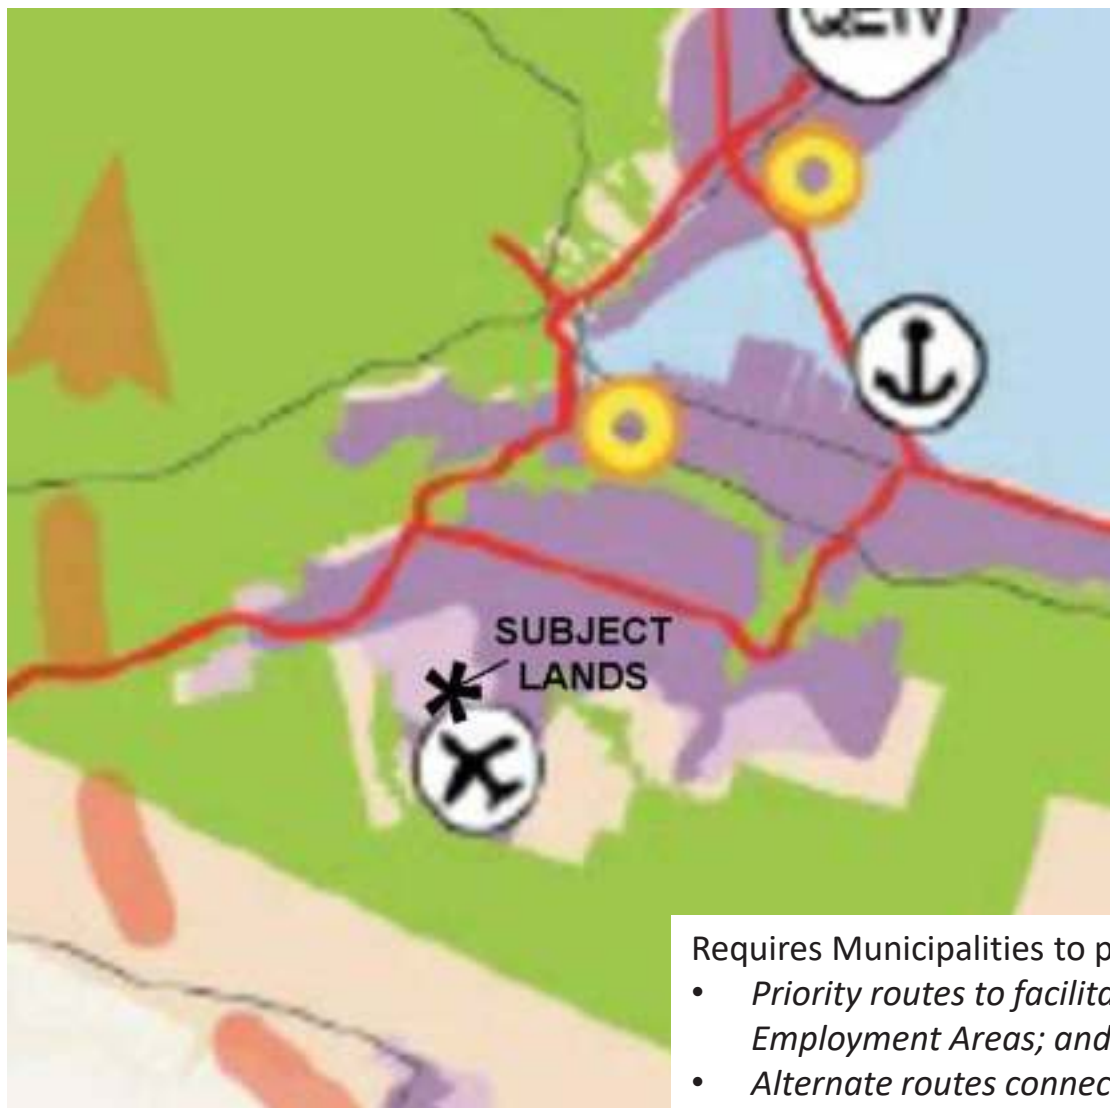 SUBJECT
LANDS
Requires Municipalities to p
• Priority routes to facilita
Employment Areas; and
• Alternate routes connec